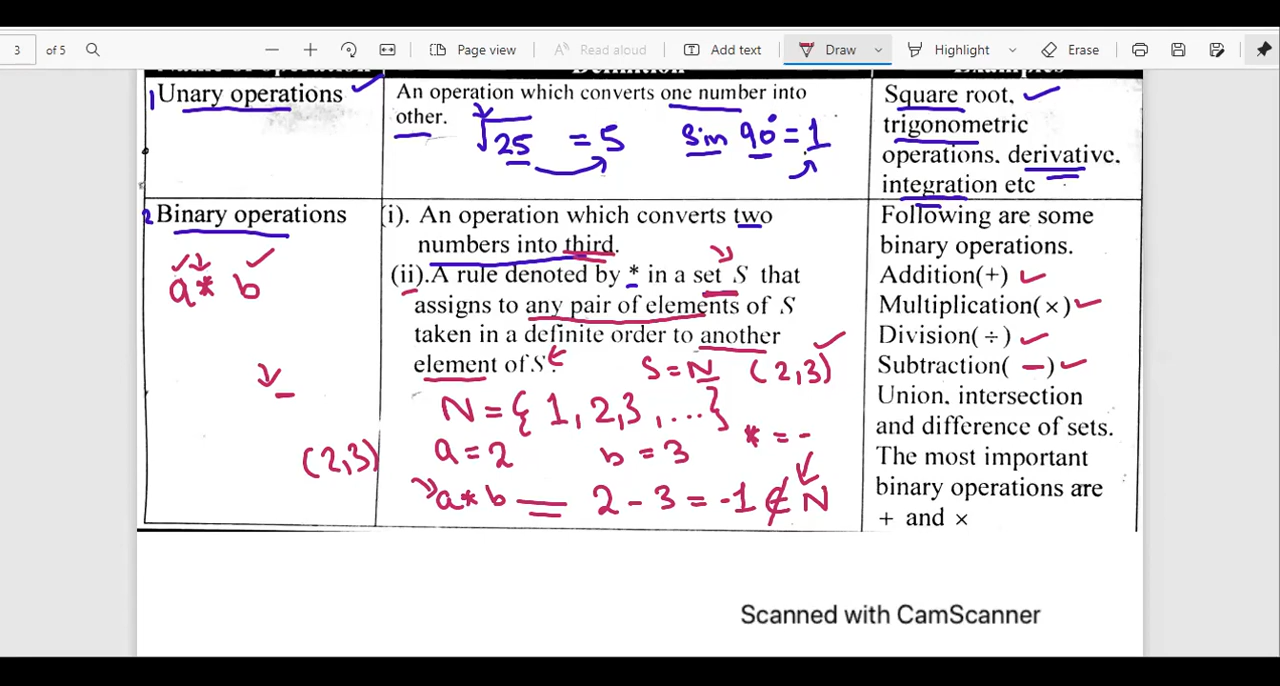 3 of 5 Page view Read aloud Add text Draw Highlight Erase
Definition Examples
1 Unary operations
An operation which converts one number into
other.
√25 = 5 sin 90° = 1
Square root,
trigonometric
operations, derivative,
integration etc
2 Binary operations
a * b
(2,3)
(i). An operation which converts two
numbers into third.
(ii). A rule denoted by * in a set S that
assigns to any pair of elements of S
taken in a definite order to another
element of S.
S = N (2,3)
N = { 1, 2, 3, ... }
a = 2 b = 3 * = -
a * b = 2 - 3 = -1 ∉ N
Following are some
binary operations.
Addition(+)
Multiplication(×)
Division(÷)
Subtraction( − )
Union, intersection
and difference of sets.
The most important
binary operations are
+ and ×
Scanned with CamScanner